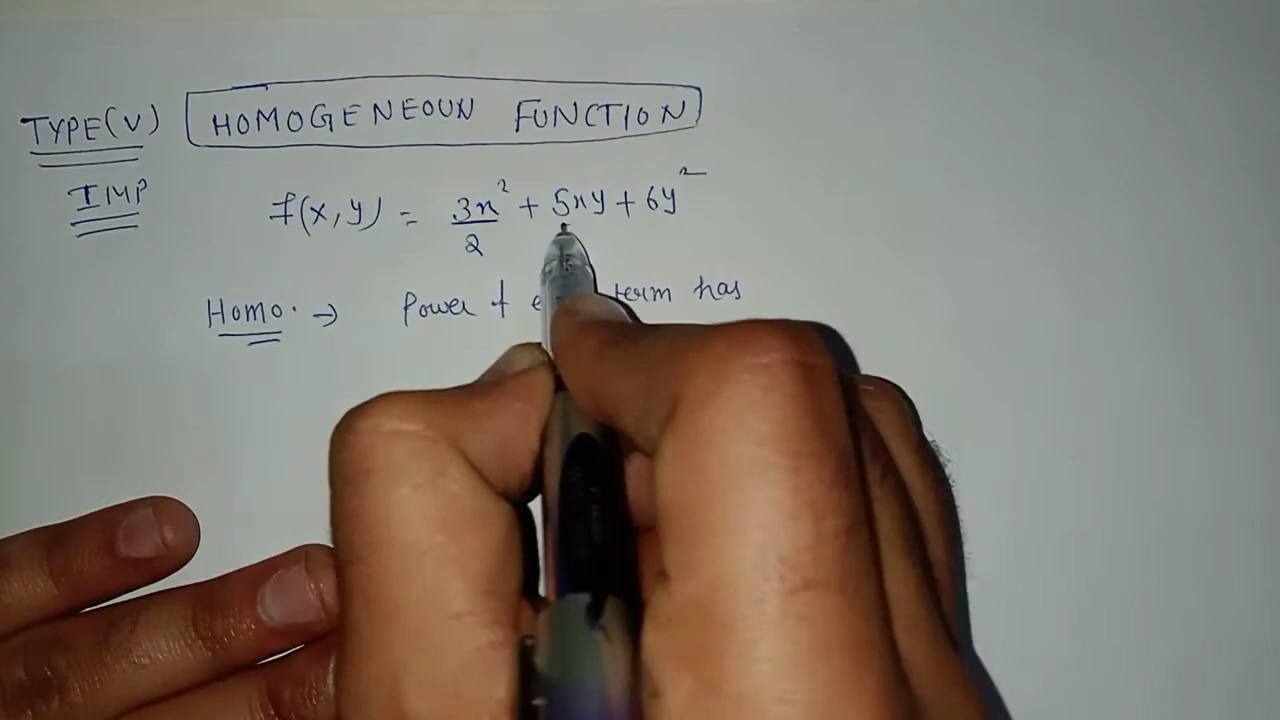 TYPE(V) HOMOGENEOUN FUNCTION
IMP
f(x,y) = 3x²/2 + 5xy + 6y²
Homo. → Power of term has